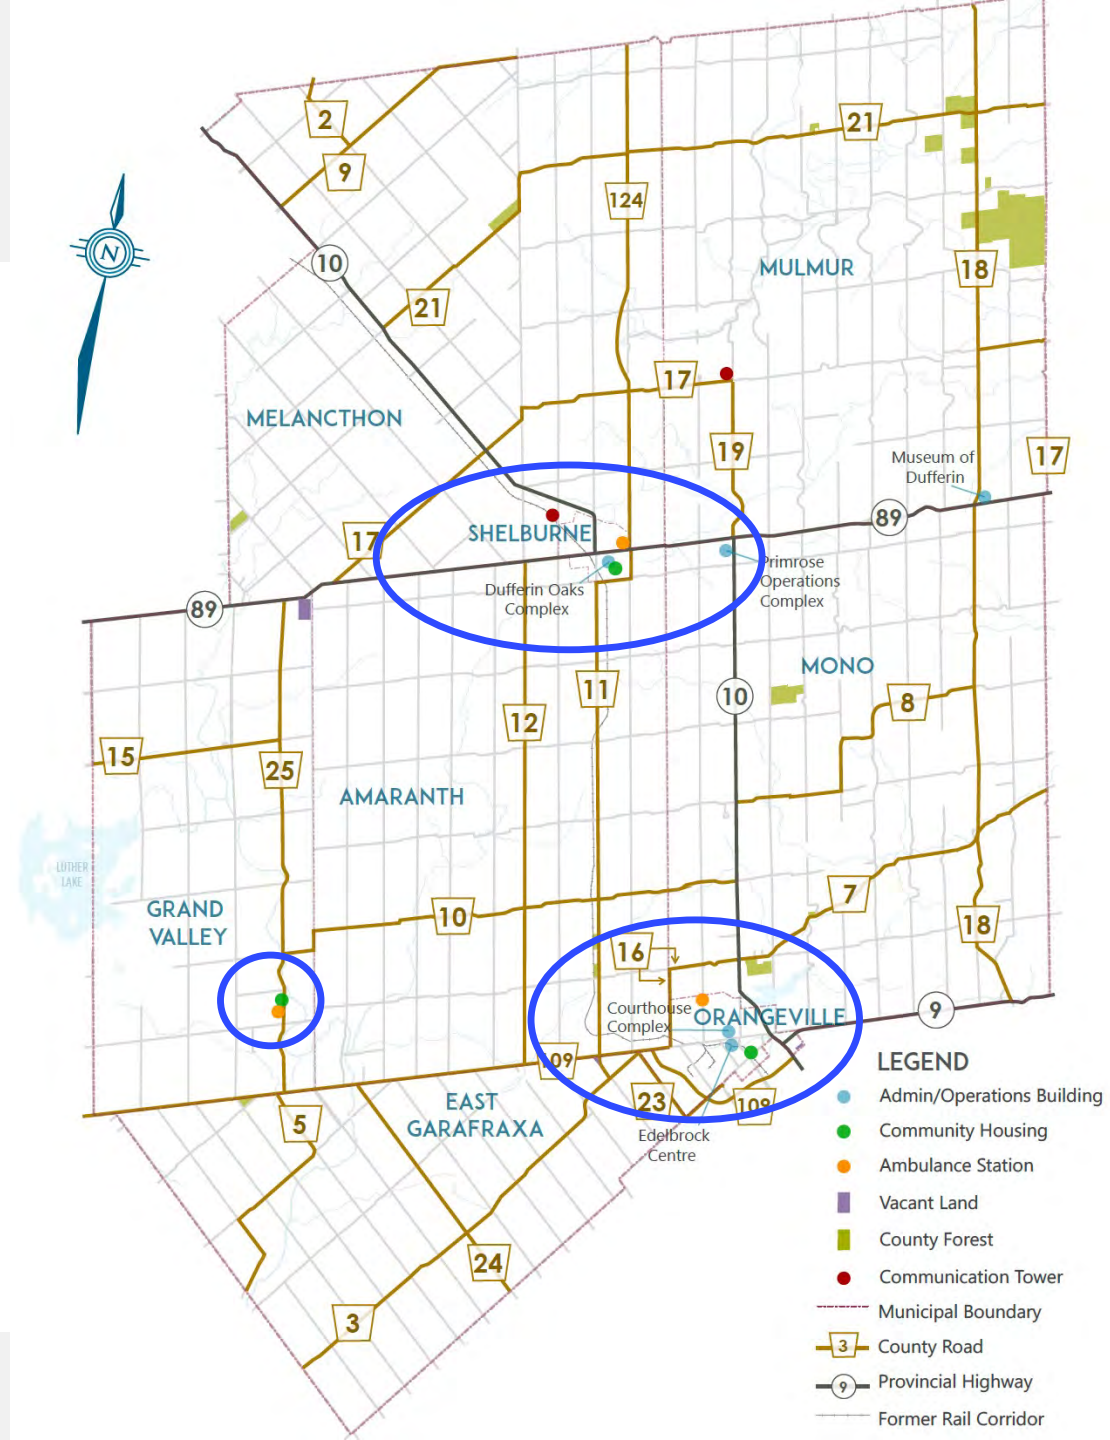 2
9
21
124
N
10
MULMUR
18
21
17
MELANCTHON
19
Museum of
Dufferin
17
89
SHELBURNE
17
Primrose
Operations
Complex
Dufferin Oaks
Complex
89
MONO
11
10
8
12
15
25
AMARANTH
LUTHER
LAKE
7
GRAND
VALLEY
10
18
16
Courthouse
Complex
ORANGEVILLE
9
109
23
109
EAST
GARAFRAXA
5
Edelbrock
Centre
24
3
LEGEND
Admin/Operations Building
Community Housing
Ambulance Station
Vacant Land
County Forest
Communication Tower
Municipal Boundary
3 County Road
9 Provincial Highway
Former Rail Corridor